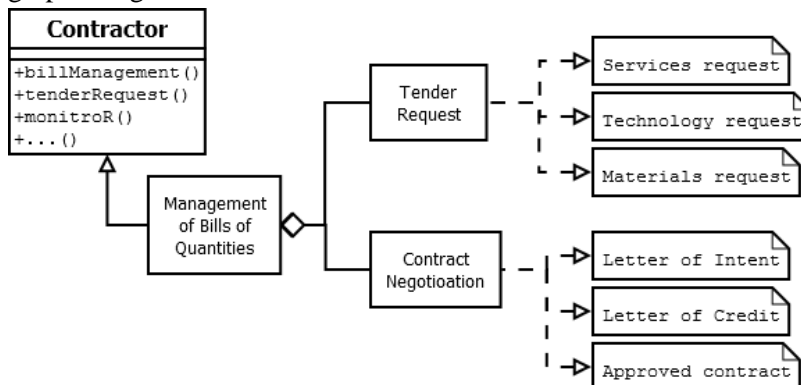 Contractor
+billManagement()
+tenderRequest()
+monitroR()
+...()
Management
of Bills of
Quantities
Tender
Request
Contract
Negotioation
Services request
Technology request
Materials request
Letter of Intent
Letter of Credit
Approved contract